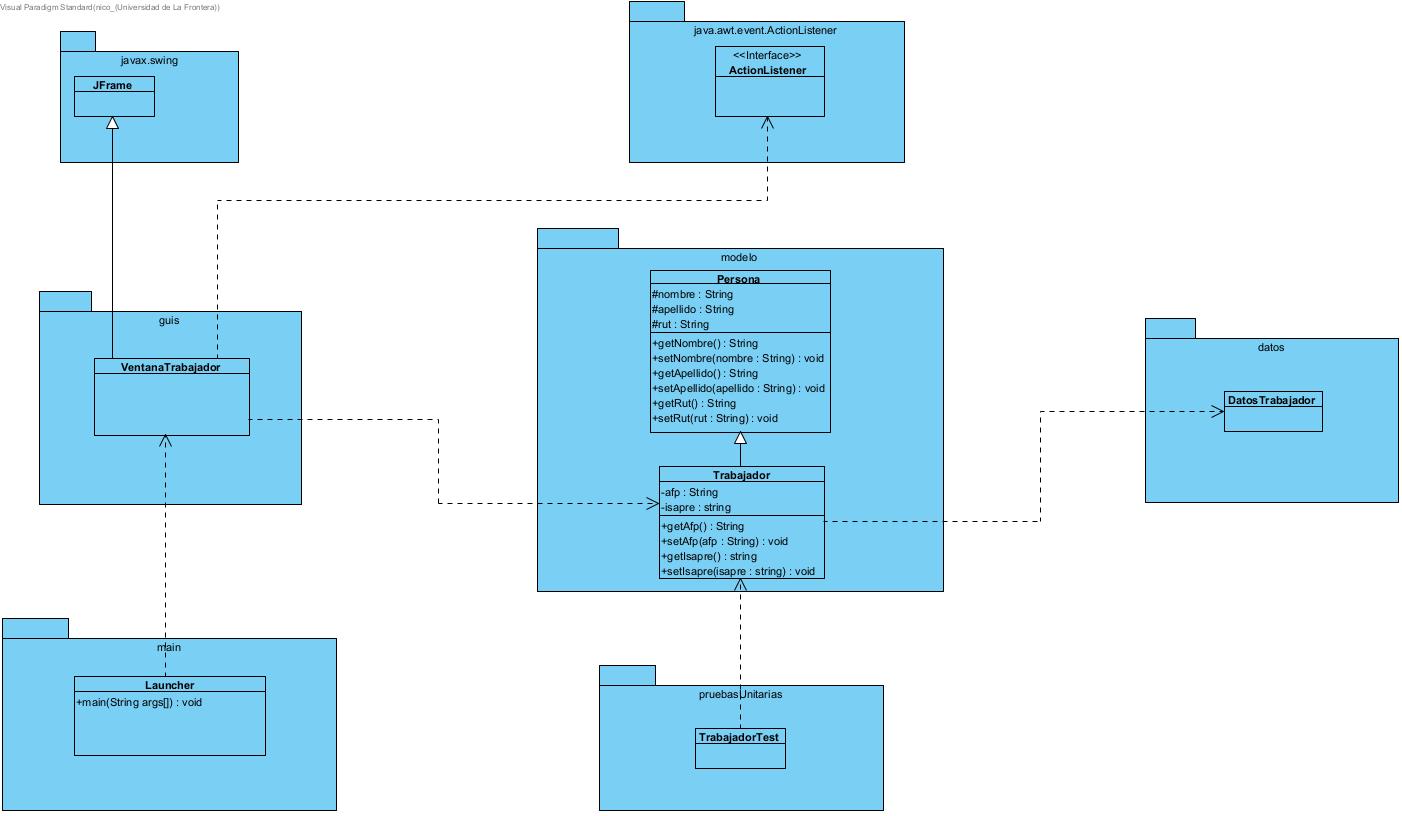 Visual Paradigm Standard(nico_(Universidad de La Frontera))
javax.swing
JFrame
java.awt.event.ActionListener
<<Interface>>
ActionListener
guis
VentanaTrabajador
modelo
Persona
#nombre : String
#apellido : String
#rut : String
+getNombre() : String
+setNombre(nombre : String) : void
+getApellido() : String
+setApellido(apellido : String) : void
+getRut() : String
+setRut(rut : String) : void
Trabajador
-afp : String
-isapre : string
+getAfp() : String
+setAfp(afp : String) : void
+getIsapre() : string
+setIsapre(isapre : string) : void
datos
DatosTrabajador
main
Launcher
+main(String args[]) : void
pruebasUnitarias
TrabajadorTest